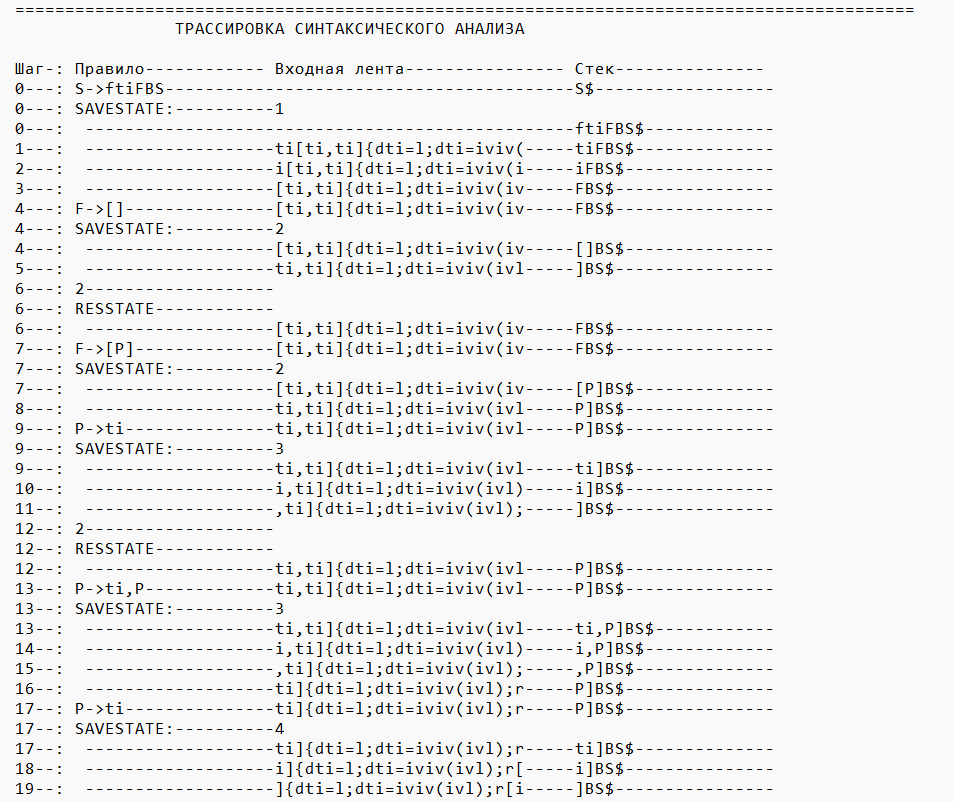 ==========================================================================================
ТРАССИРОВКА СИНТАКСИЧЕСКОГО АНАЛИЗА
Шаг-: Правило------------ Входная лента---------------- Стек---------------
0---: S->ftiFBS-----------------------------------------S$------------------
0---: SAVESTATE:----------1
0---:  -------------------------------------------------ftiFBS$-------------
1---:  -------------------ti[ti,ti]{dti=l;dti=iviv(-----tiFBS$--------------
2---:  -------------------i[ti,ti]{dti=l;dti=iviv(i-----iFBS$---------------
3---:  -------------------[ti,ti]{dti=l;dti=iviv(iv-----FBS$----------------
4---: F->[]---------------[ti,ti]{dti=l;dti=iviv(iv-----FBS$----------------
4---: SAVESTATE:----------2
4---:  -------------------[ti,ti]{dti=l;dti=iviv(iv-----[]BS$---------------
5---:  -------------------ti,ti]{dti=l;dti=iviv(ivl-----]BS$----------------
6---: 2-------------------
6---: RESSTATE------------
6---:  -------------------[ti,ti]{dti=l;dti=iviv(iv-----FBS$----------------
7---: F->[P]--------------[ti,ti]{dti=l;dti=iviv(iv-----FBS$----------------
7---: SAVESTATE:----------2
7---:  -------------------[ti,ti]{dti=l;dti=iviv(iv-----[P]BS$--------------
8---:  -------------------ti,ti]{dti=l;dti=iviv(ivl-----P]BS$---------------
9---: P->ti---------------ti,ti]{dti=l;dti=iviv(ivl-----P]BS$---------------
9---: SAVESTATE:----------3
9---:  -------------------ti,ti]{dti=l;dti=iviv(ivl-----ti]BS$--------------
10--:  -------------------i,ti]{dti=l;dti=iviv(ivl)-----i]BS$---------------
11--:  -------------------,ti]{dti=l;dti=iviv(ivl);-----]BS$----------------
12--: 2-------------------
12--: RESSTATE------------
12--:  -------------------ti,ti]{dti=l;dti=iviv(ivl-----P]BS$---------------
13--: P->ti,P-------------ti,ti]{dti=l;dti=iviv(ivl-----P]BS$---------------
13--: SAVESTATE:----------3
13--:  -------------------ti,ti]{dti=l;dti=iviv(ivl-----ti,P]BS$------------
14--:  -------------------i,ti]{dti=l;dti=iviv(ivl)-----i,P]BS$-------------
15--:  -------------------,ti]{dti=l;dti=iviv(ivl);-----,P]BS$--------------
16--:  -------------------ti]{dti=l;dti=iviv(ivl);r-----P]BS$---------------
17--: P->ti---------------ti]{dti=l;dti=iviv(ivl);r-----P]BS$---------------
17--: SAVESTATE:----------4
17--:  -------------------ti]{dti=l;dti=iviv(ivl);r-----ti]BS$--------------
18--:  -------------------i]{dti=l;dti=iviv(ivl);r[-----i]BS$---------------
19--:  -------------------]{dti=l;dti=iviv(ivl);r[i-----]BS$----------------